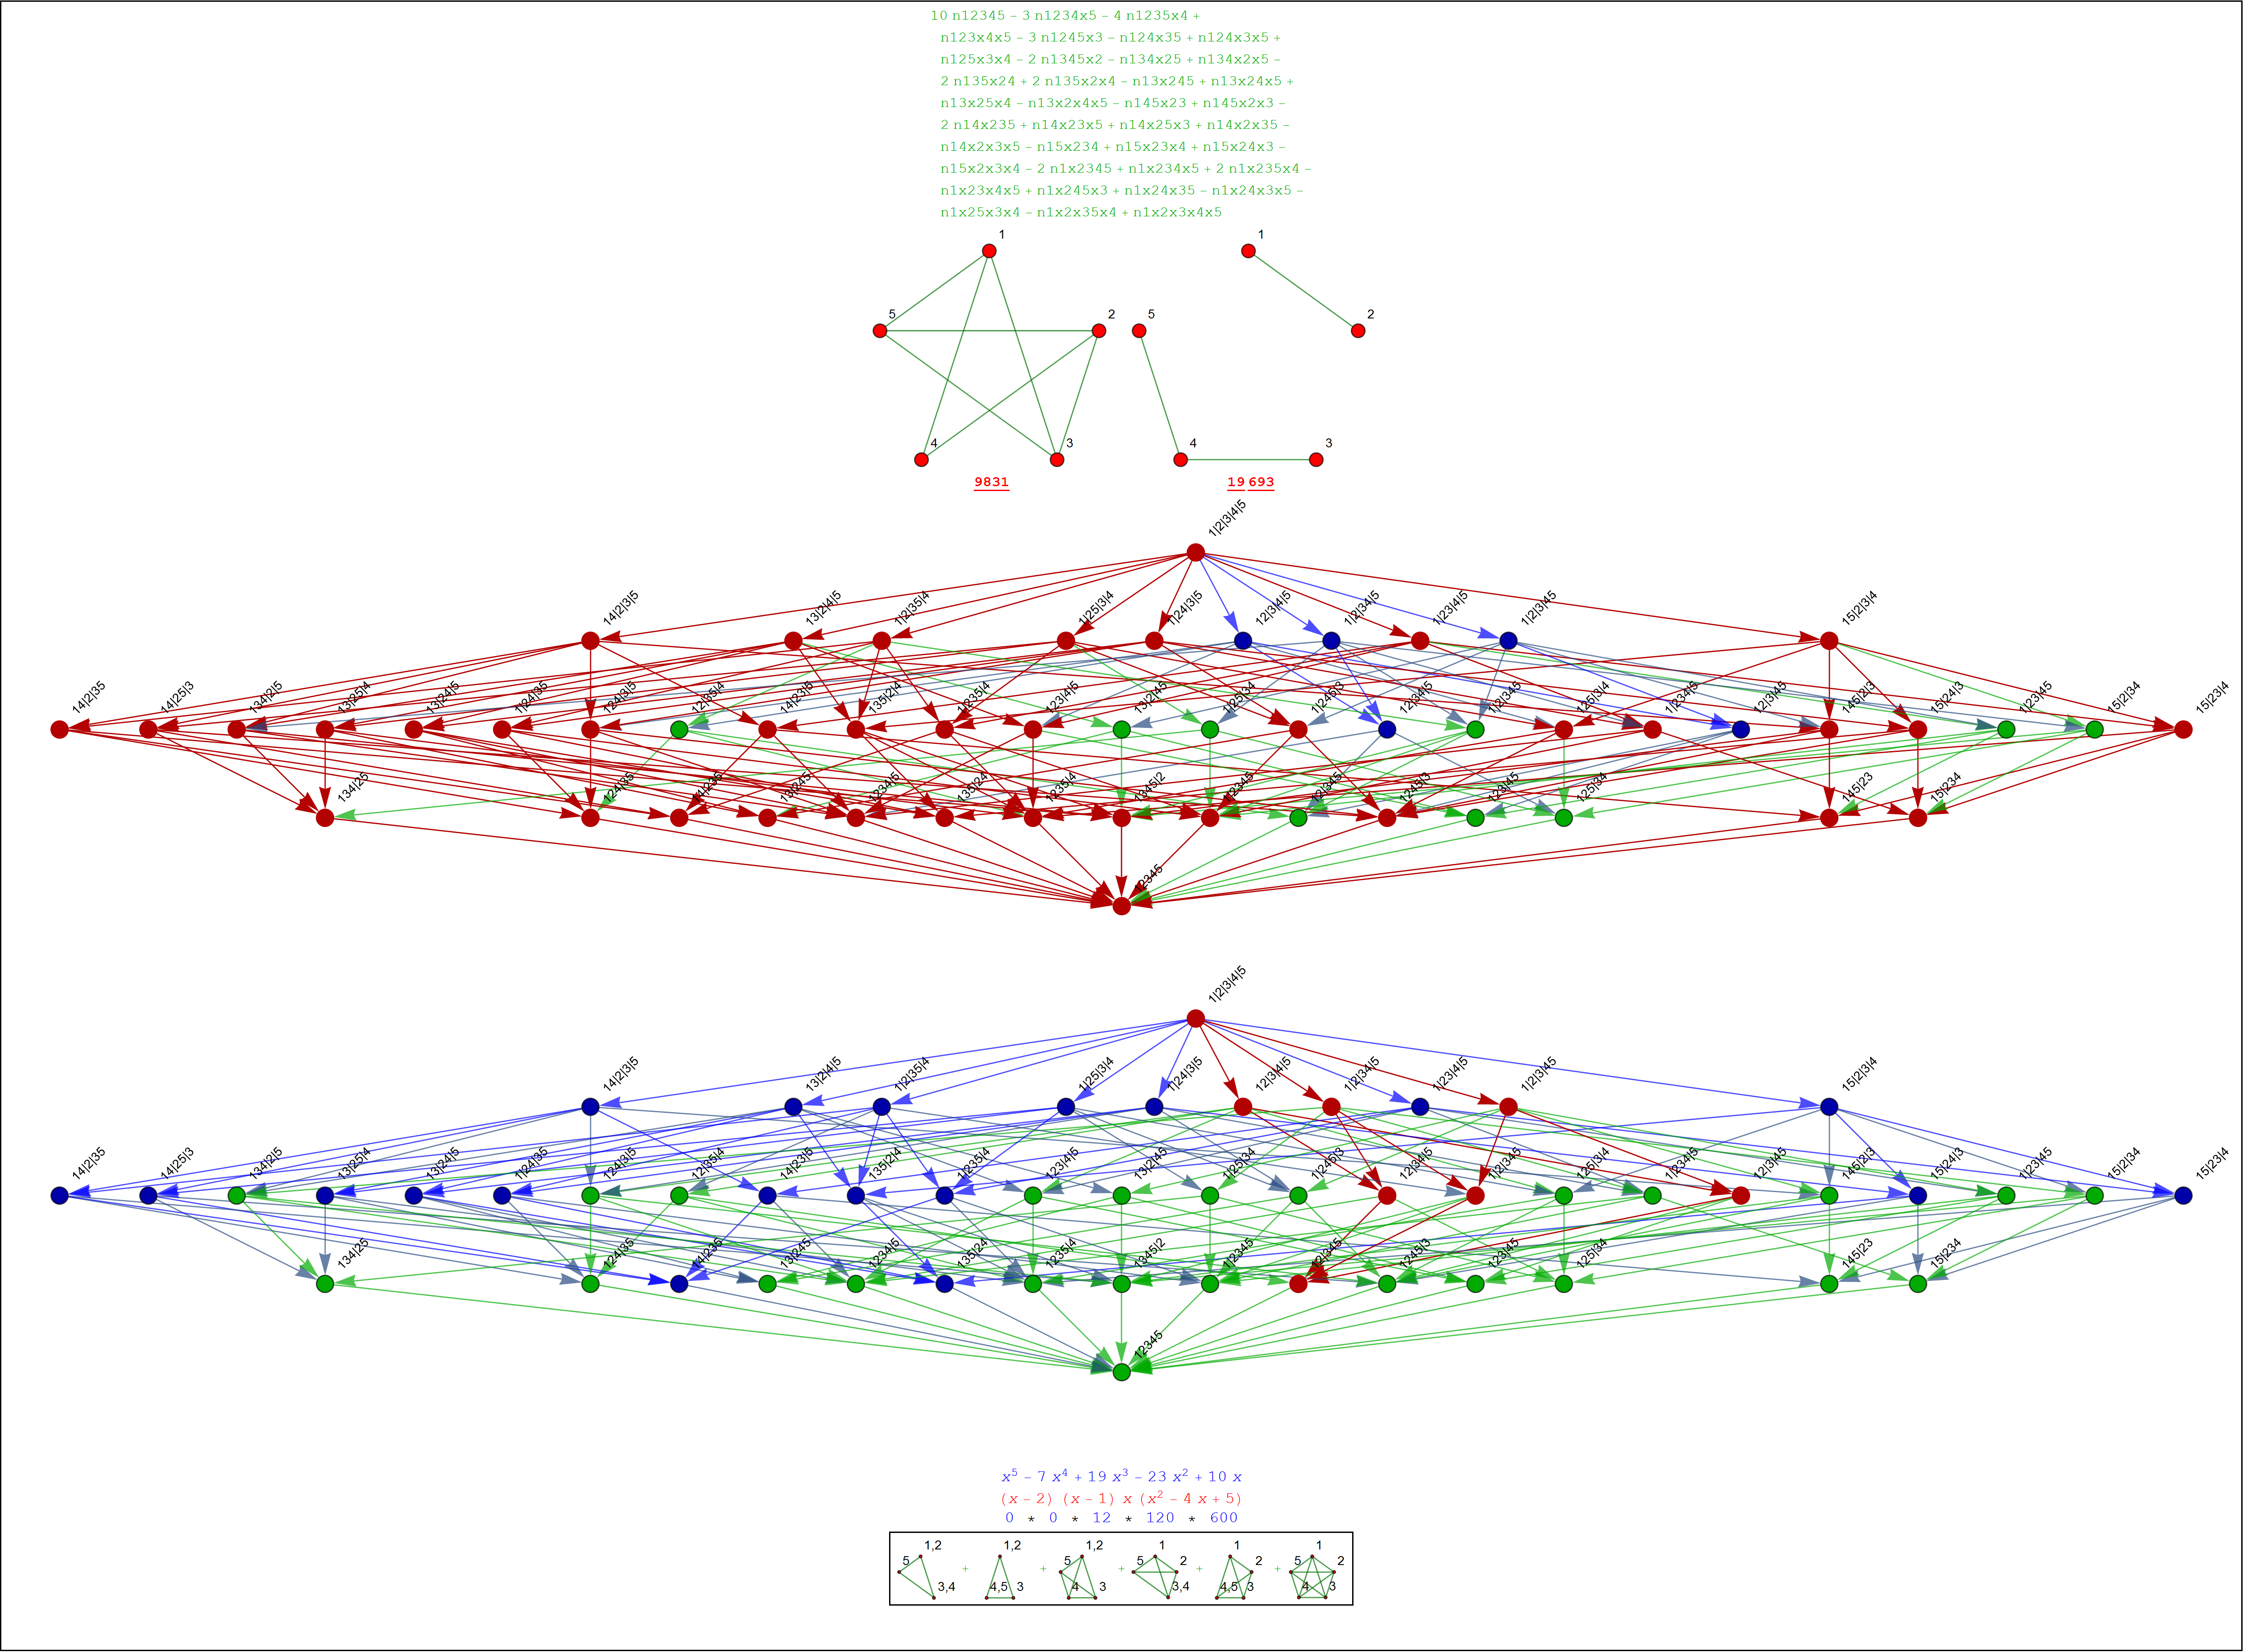 10 n12345 – 3 n1234x5 – 4 n1235x4 +
n123x4x5 – 3 n1245x3 – n124x35 + n124x3x5 +
n125x3x4 – 2 n1345x2 – n134x25 + n134x2x5 –
2 n135x24 + 2 n135x2x4 – n13x245 + n13x24x5 +
n13x25x4 – n13x2x4x5 – n145x23 + n145x2x3 –
2 n14x235 + n14x23x5 + n14x25x3 + n14x2x35 –
n14x2x3x5 – n15x234 + n15x23x4 + n15x24x3 –
n15x2x3x4 – 2 n1x2345 + n1x234x5 + 2 n1x235x4 –
n1x23x4x5 + n1x245x3 + n1x24x35 – n1x24x3x5 –
n1x25x3x4 – n1x2x35x4 + n1x2x3x4x5
1 1
5 2 5 2
4 3 4 3
9831 19 693
1|2|3|4|5
14|2|3|5 13|2|4|5 1|2|35|4 1|25|3|4 1|24|3|5 12|3|4|5 1|2|34|5 1|23|4|5 1|2|3|45 15|2|3|4
14|2|35 14|25|3 134|2|5 13|25|4 13|24|5 1|24|35 124|3|5 12|35|4 14|23|5 135|2|4 1|235|4 123|4|5 13|2|45 1|25|34 1|245|3 12|34|5 1|2|345 125|3|4 1|234|5 12|3|45 145|2|3 15|24|3 1|23|45 15|2|34 15|23|4
134|25 124|35 14|235 13|245 1234|5 135|24 1235|4 1345|2 1|2345 12|345 1245|3 123|45 125|34 145|23 15|234
12345
1|2|3|4|5
14|2|3|5 13|2|4|5 1|2|35|4 1|25|3|4 1|24|3|5 12|3|4|5 1|2|34|5 1|23|4|5 1|2|3|45 15|2|3|4
14|2|35 14|25|3 134|2|5 13|25|4 13|24|5 1|24|35 124|3|5 12|35|4 14|23|5 135|2|4 1|235|4 123|4|5 13|2|45 1|25|34 1|245|3 12|34|5 1|2|345 125|3|4 1|234|5 12|3|45 145|2|3 15|24|3 1|23|45 15|2|34 15|23|4
134|25 124|35 14|235 13|245 1234|5 135|24 1235|4 1345|2 1|2345 12|345 1245|3 123|45 125|34 145|23 15|234
12345
x⁵ – 7 x⁴ + 19 x³ – 23 x² + 10 x
(x – 2) (x – 1) x (x² – 4 x + 5)
0 * 0 * 12 * 120 * 600
1,2 1,2 1,2 1 1 1
5 5 5 2 2 5 2
+ + + + +
3,4 4,5 3 4 3 3,4 4,5 3 4 3